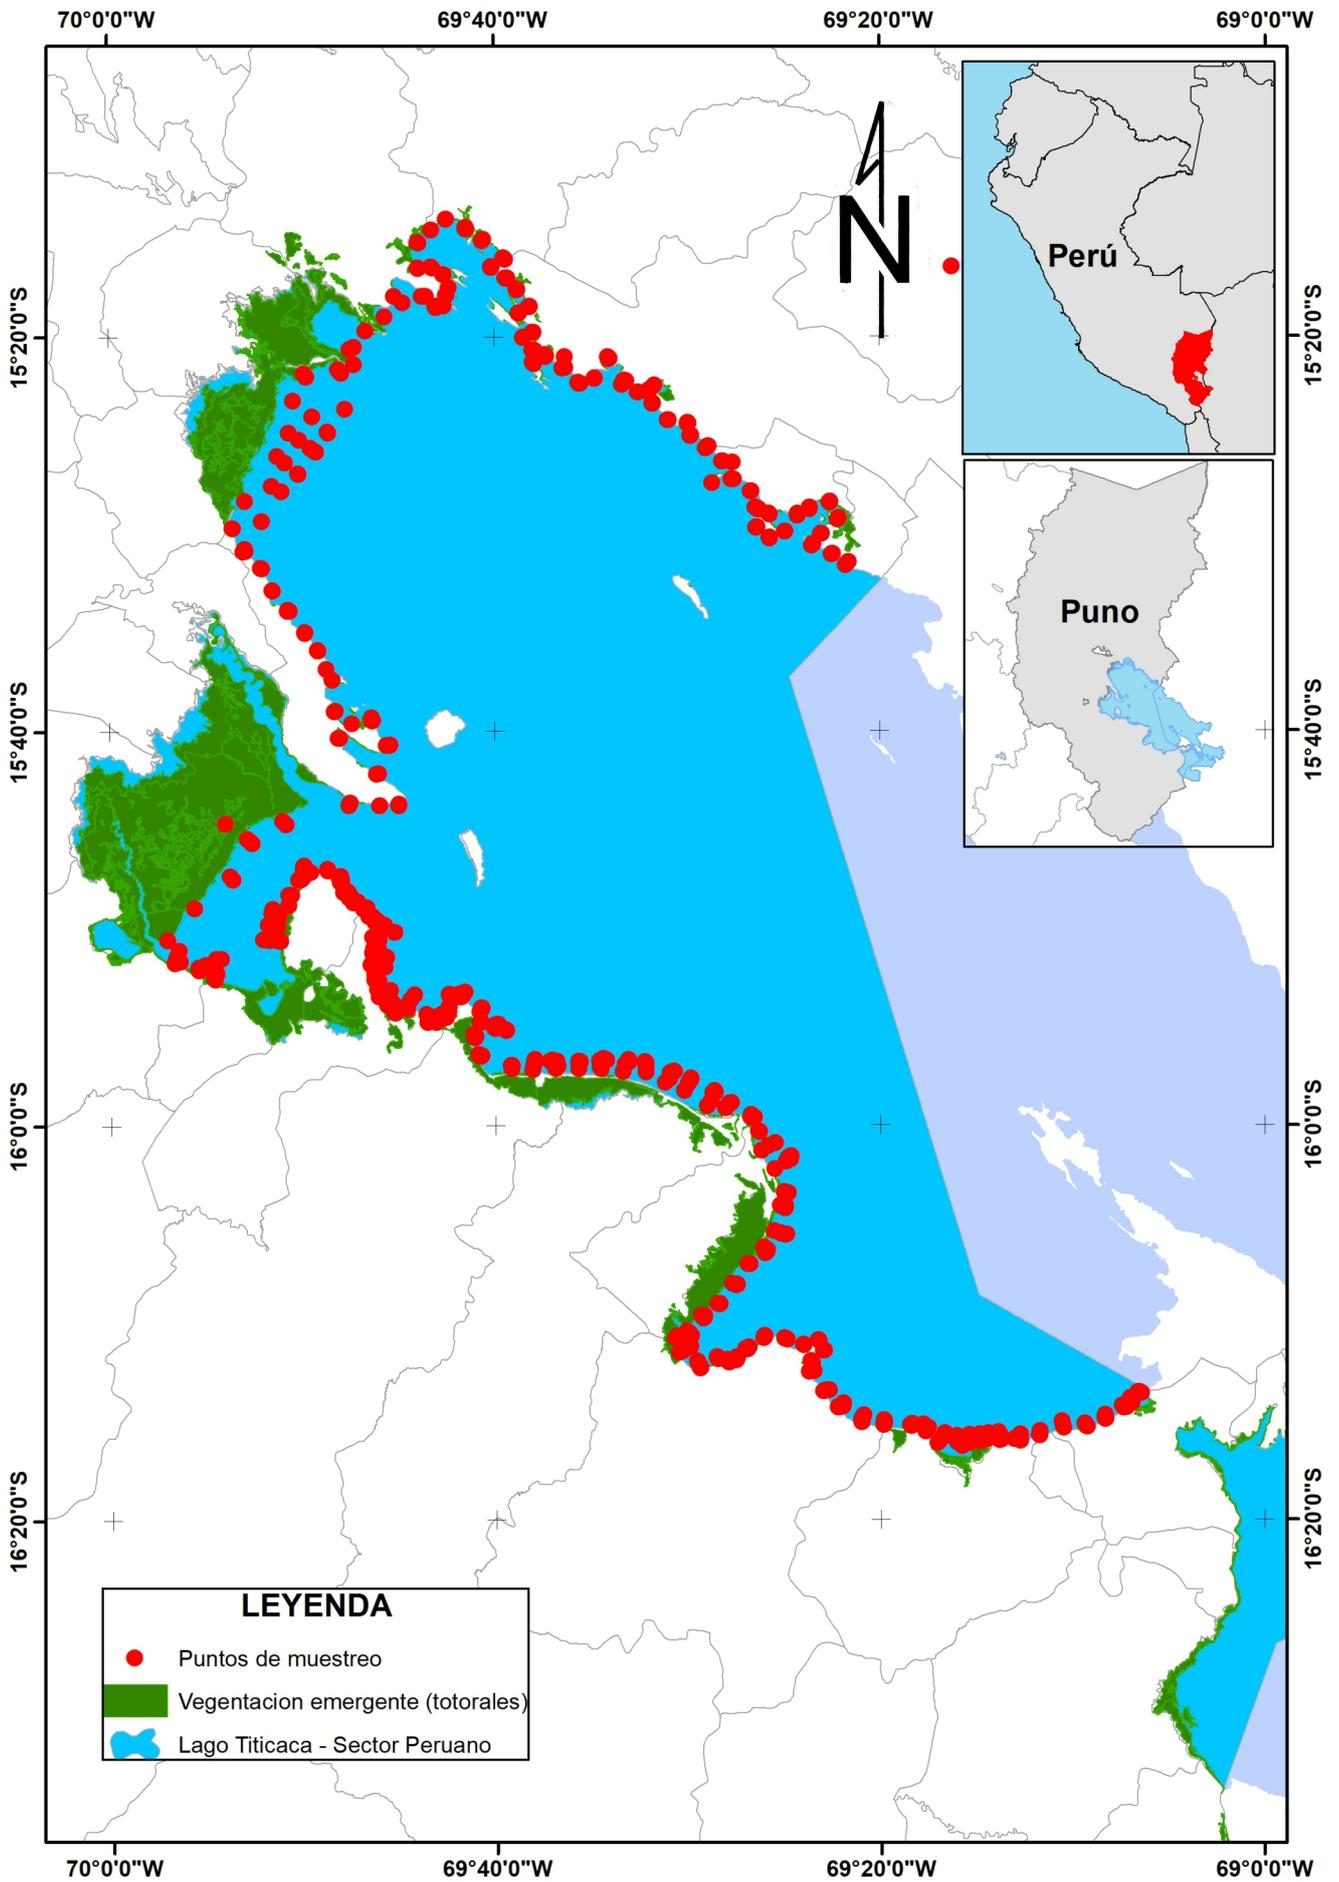 70°0'0"W 69°40'0"W 69°20'0"W 69°0'0"W
N
Perú
15°20'0"S 15°20'0"S
Puno
15°40'0"S 15°40'0"S
16°0'0"S 16°0'0"S
16°20'0"S 16°20'0"S
LEYENDA
Puntos de muestreo
Vegentacion emergente (totorales)
Lago Titicaca - Sector Peruano
70°0'0"W 69°40'0"W 69°20'0"W 69°0'0"W